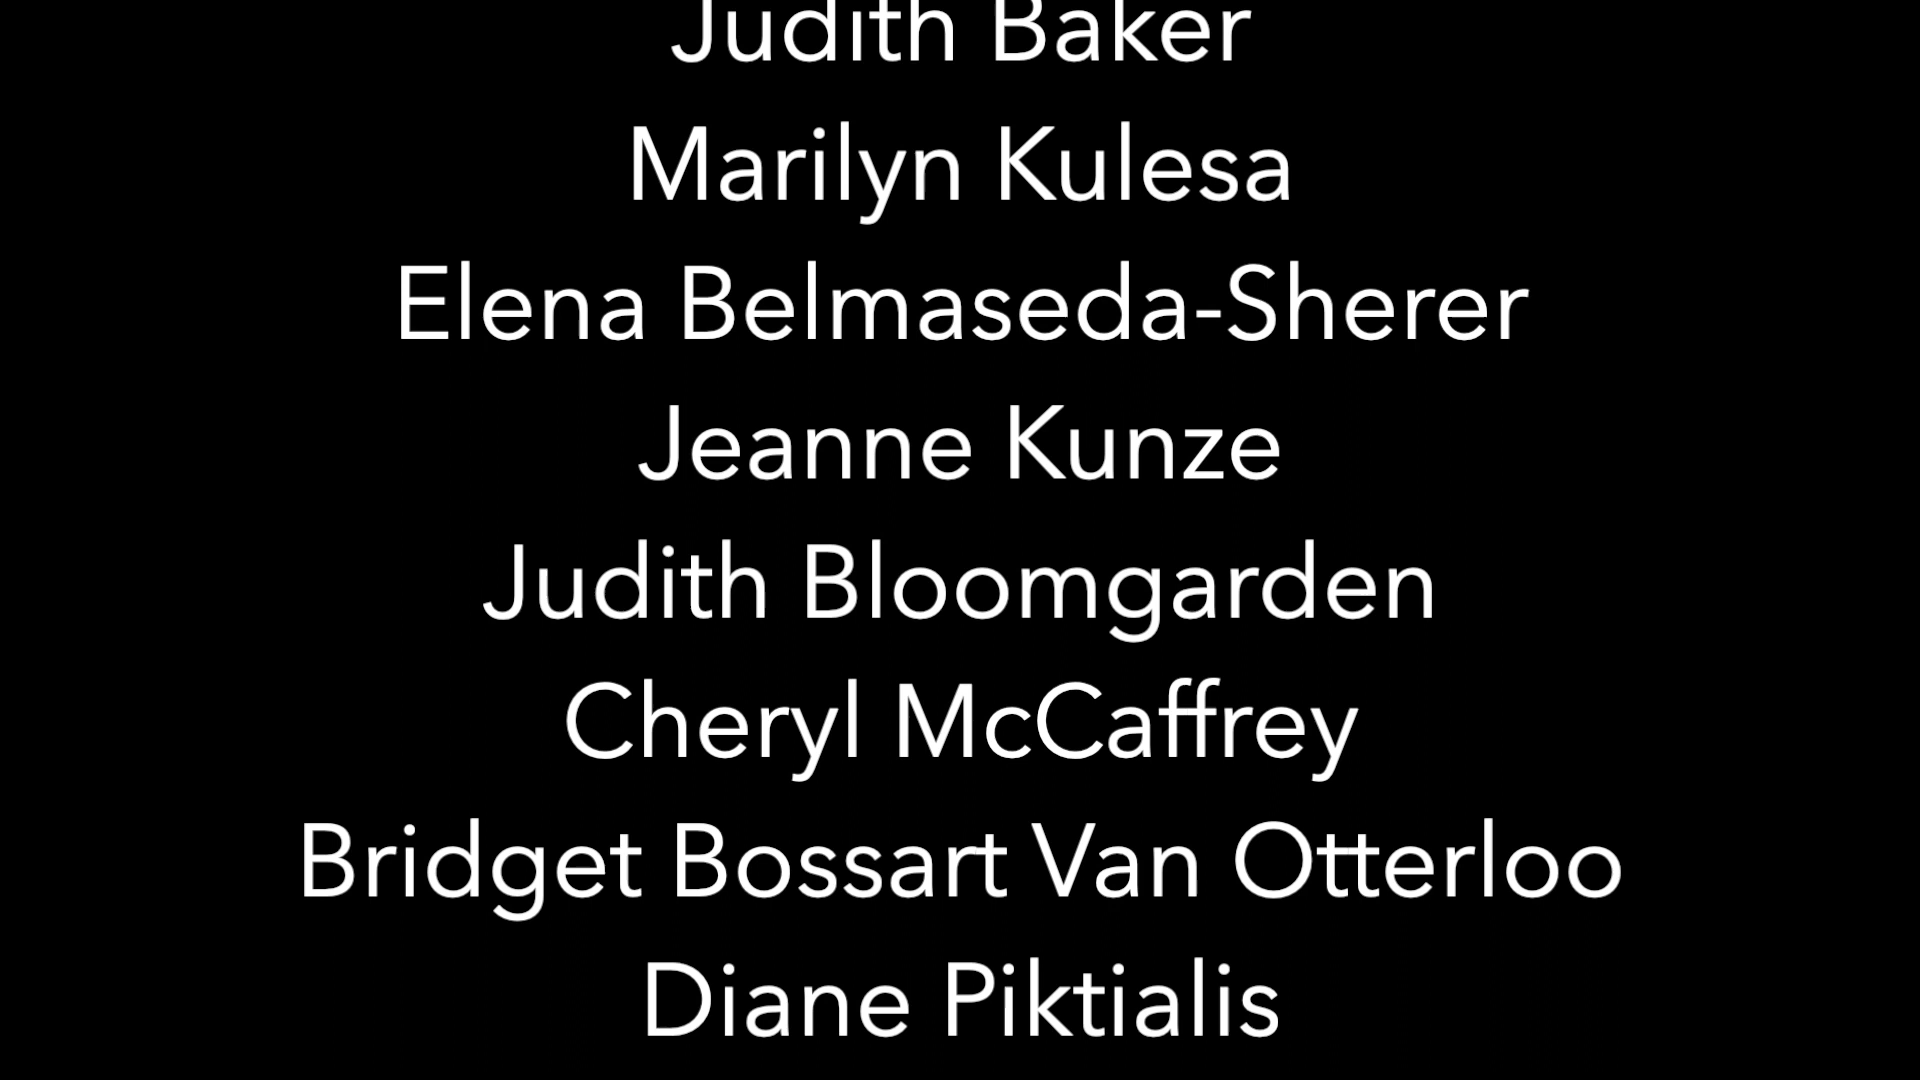 Judith Baker
Marilyn Kulesa
Elena Belmaseda-Sherer
Jeanne Kunze
Judith Bloomgarden
Cheryl McCaffrey
Bridget Bossart Van Otterloo
Diane Piktialis